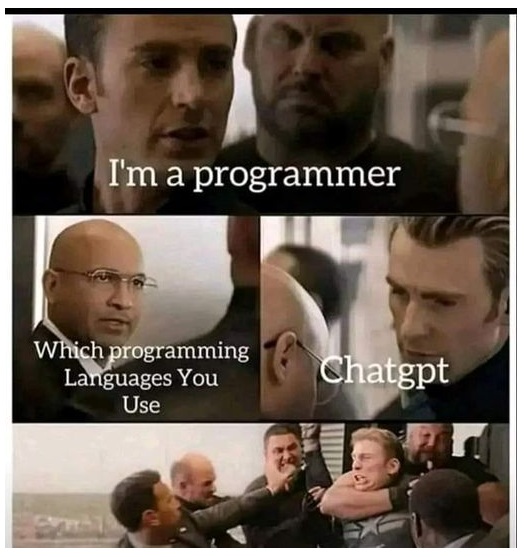 I'm a programmer
Which programming
Languages You
Use
Chatgpt